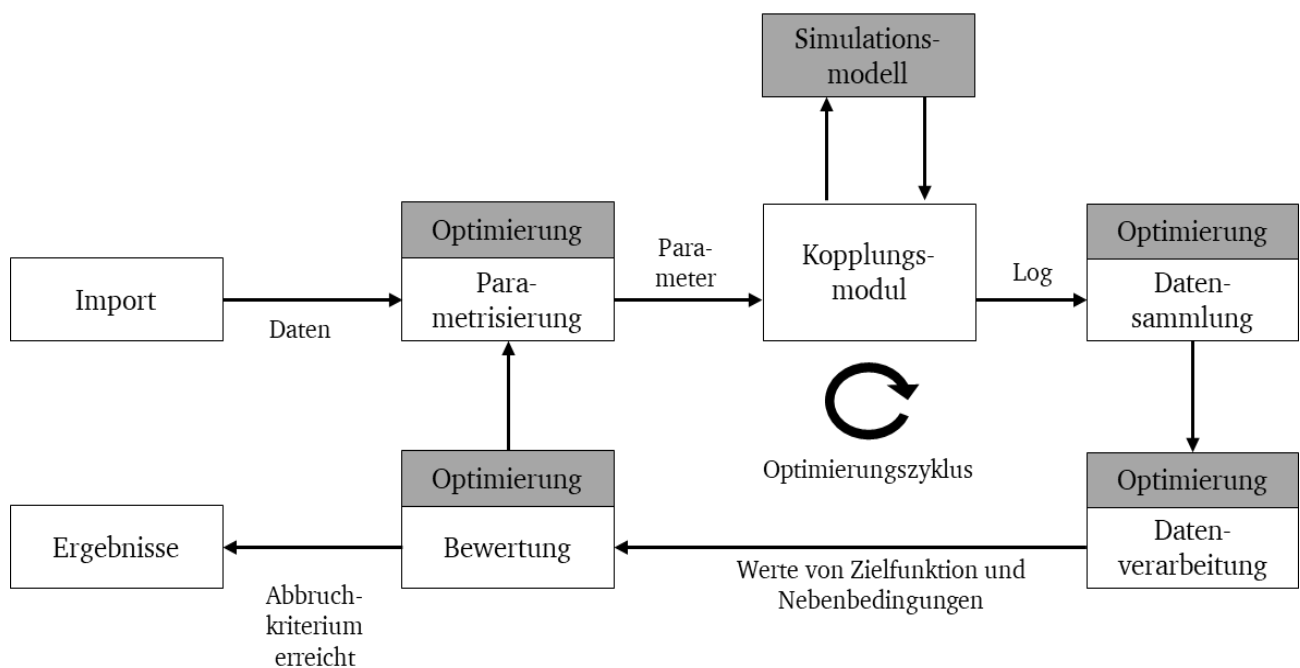 Simulations-
modell
Optimierung
Para-
metrisierung
Import
Daten
Para-
meter
Kopplungs-
modul
Log
Optimierung
Daten-
sammlung
Optimierungszyklus
Optimierung
Bewertung
Optimierung
Daten-
verarbeitung
Ergebnisse
Werte von Zielfunktion und
Nebenbedingungen
Abbruch-
kriterium
erreicht